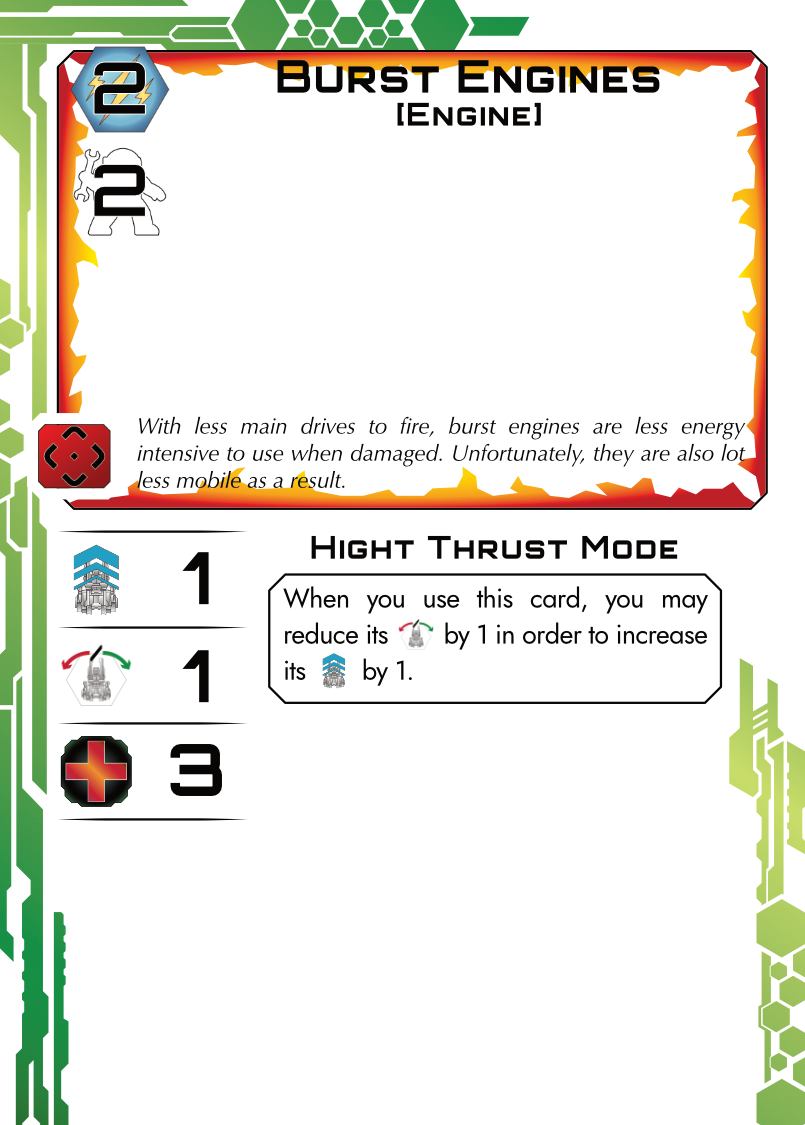 2
BURST ENGINES
[ENGINE]
2
With less main drives to fire, burst engines are less energy
intensive to use when damaged. Unfortunately, they are also lot
less mobile as a result.
1
HIGHT THRUST MODE
When you use this card, you may
reduce its by 1 in order to increase
its by 1.
1
3